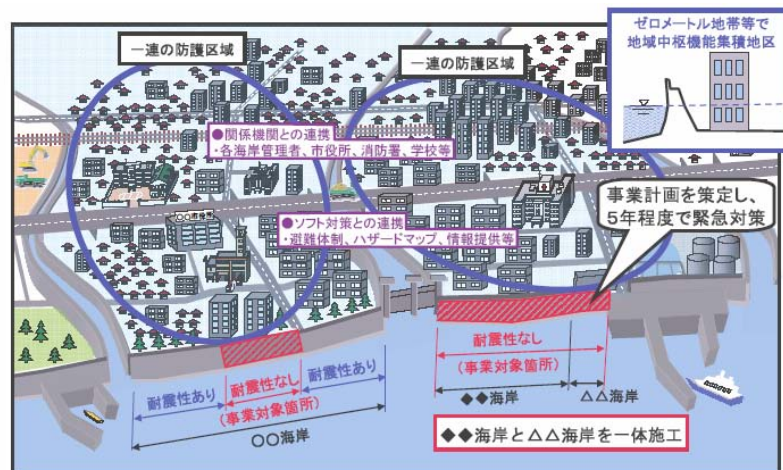 一連の防護区域
一連の防護区域
ゼロメートル地帯等で
地域中枢機能集積地区
●関係機関との連携
・各海岸管理者、市役所、消防署、学校等
事業計画を策定し、
5年程度で緊急対策
〇〇市役所
●ソフト対策との連携
・避難体制、ハザードマップ、情報提供等
耐震性あり
耐震性なし
(事業対象箇所)
耐震性あり
〇〇海岸
耐震性なし
(事業対象箇所)
◆◆海岸
△△海岸
◆◆海岸と△△海岸を一体施工